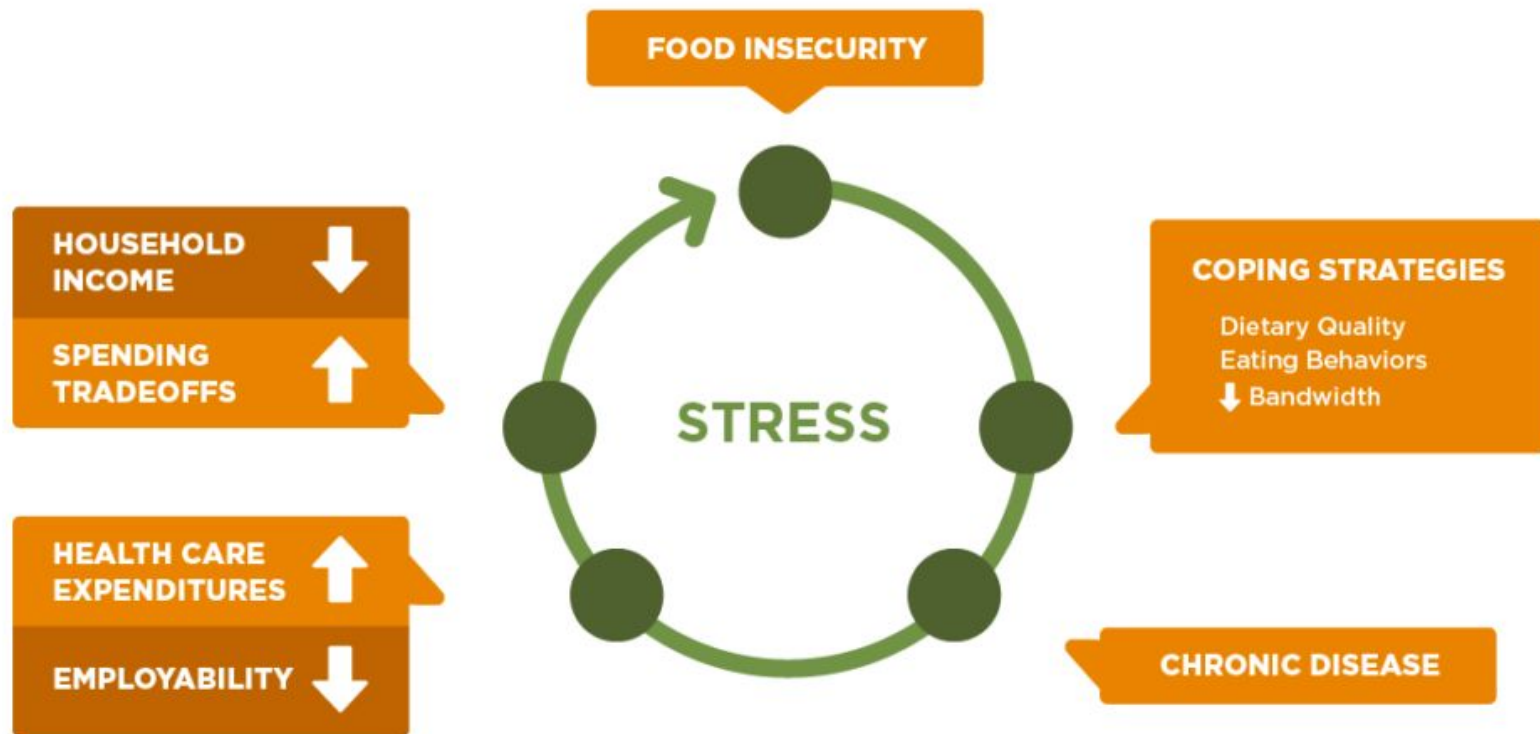 FOOD INSECURITY
COPING STRATEGIES
Dietary Quality
Eating Behaviors
↓ Bandwidth
CHRONIC DISEASE
HEALTH CARE ↑
EXPENDITURES
EMPLOYABILITY ↓
HOUSEHOLD ↓
INCOME
SPENDING ↑
TRADEOFFS
STRESS